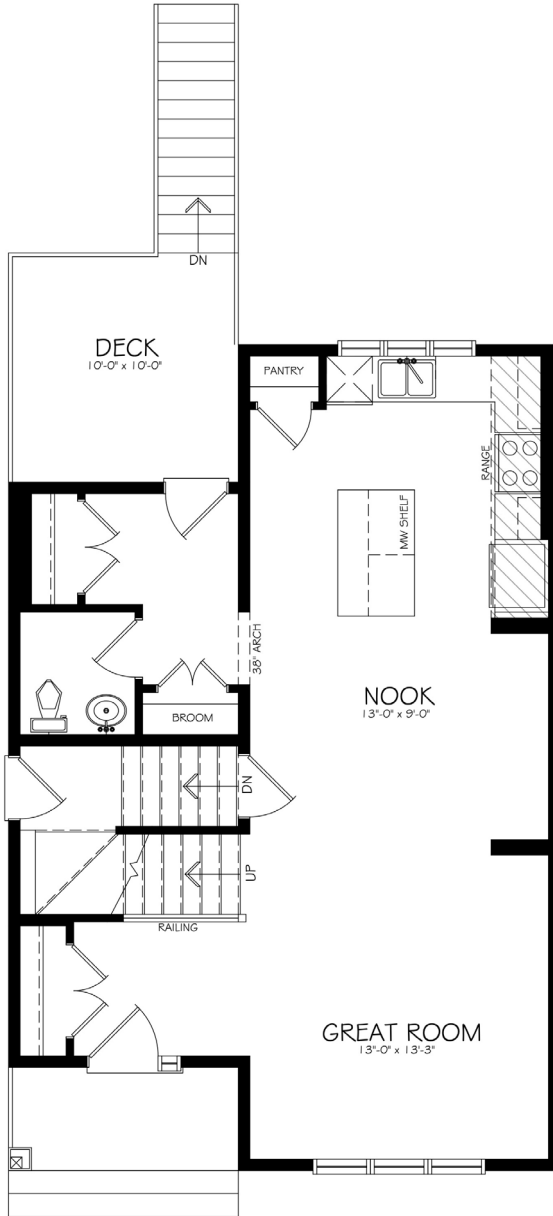 DN
DECK
10'-0" x 10'-0"
PANTRY
RANGE
MW SHELF
38" ARCH
NOOK
13'-0" x 9'-0"
BROOM
DN
UP
RAILING
GREAT ROOM
13'-0" x 13'-3"